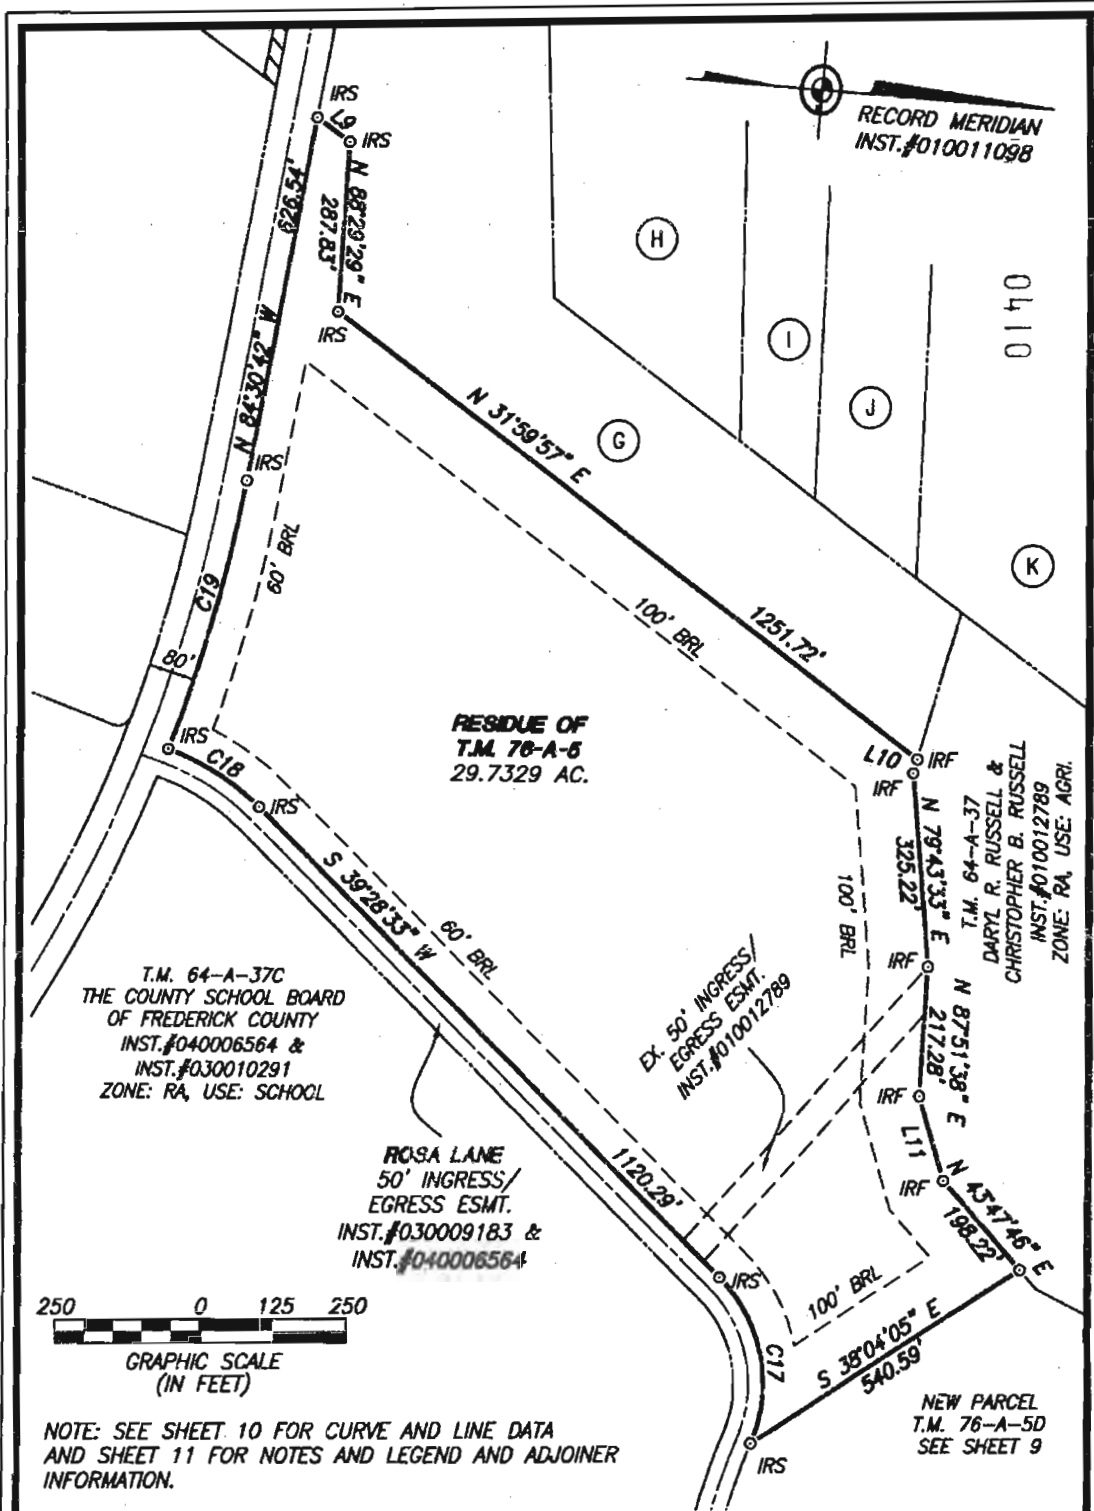 RECORD MERIDIAN
INST.#010011098
0410
H
I
J
G
K
IRS
L9
IRS
626.54'
N 84°30'42" W
N 88°29'29" E
287.83'
IRS
N 31°59'57" E
1251.72'
IRS
C19
60' BRL
100' BRL
80'
IRS
C18
IRS
RESIDUE OF
T.M. 76-A-5
29.7329 AC.
L10
IRF
IRF
N 79°43'33" E
325.22'
T.M. 64-A-37
DARYL R. RUSSELL &
CHRISTOPHER B. RUSSELL
INST.#010012789
ZONE: RA, USE: AGRI.
100' BRL
S 39°28'33" W
60' BRL
1120.29'
IRF
N 87°51'38" E
217.28'
IRF
EX. 50' INGRESS/
EGRESS ESMT.
INST.#010012789
L11
IRF
N 43°47'46" E
198.22'
T.M. 64-A-37C
THE COUNTY SCHOOL BOARD
OF FREDERICK COUNTY
INST.#040006564 &
INST.#030010291
ZONE: RA, USE: SCHOOL
ROSA LANE
50' INGRESS/
EGRESS ESMT.
INST.#030009183 &
INST.#040006564
IRS
100' BRL
C17
S 38°04'05" E
540.59'
IRS
NEW PARCEL
T.M. 76-A-5D
SEE SHEET 9
250 0 125 250
GRAPHIC SCALE
(IN FEET)
NOTE: SEE SHEET 10 FOR CURVE AND LINE DATA
AND SHEET 11 FOR NOTES AND LEGEND AND ADJOINER
INFORMATION.